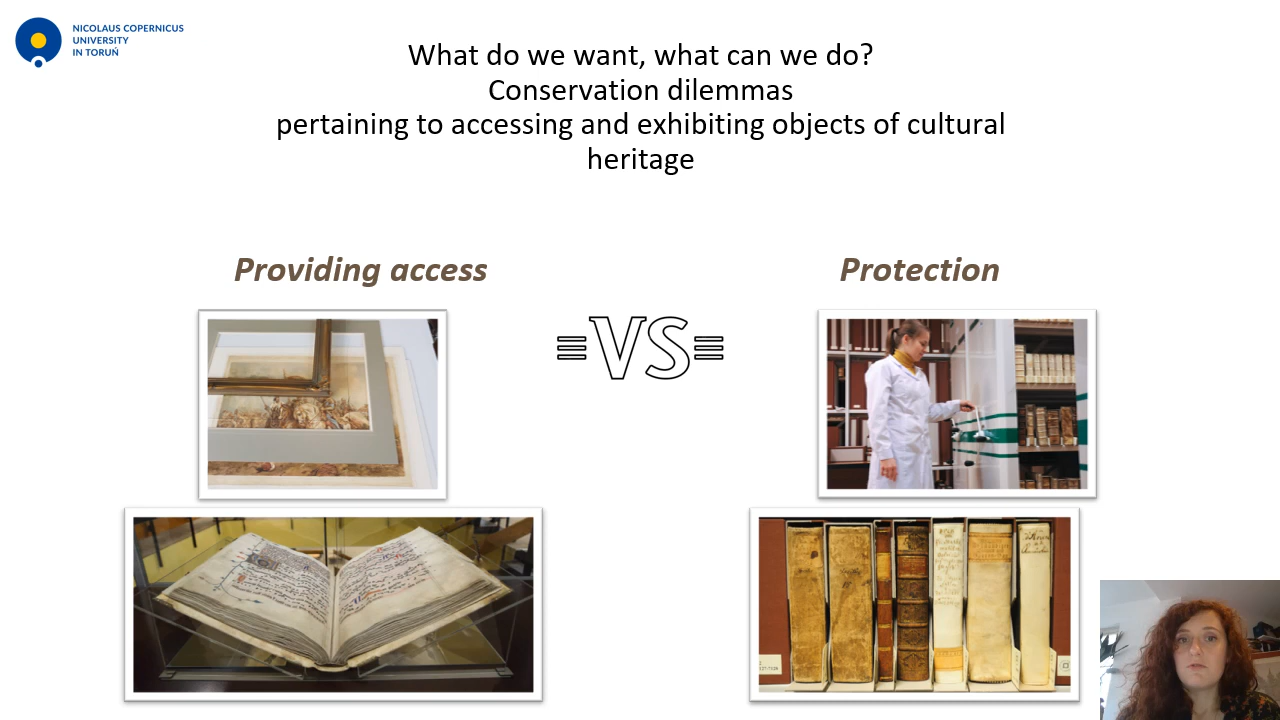 NICOLAUS COPERNICUS
UNIVERSITY
IN TORUŃ
What do we want, what can we do?
Conservation dilemmas
pertaining to accessing and exhibiting objects of cultural
heritage
Providing access
VS
Protection